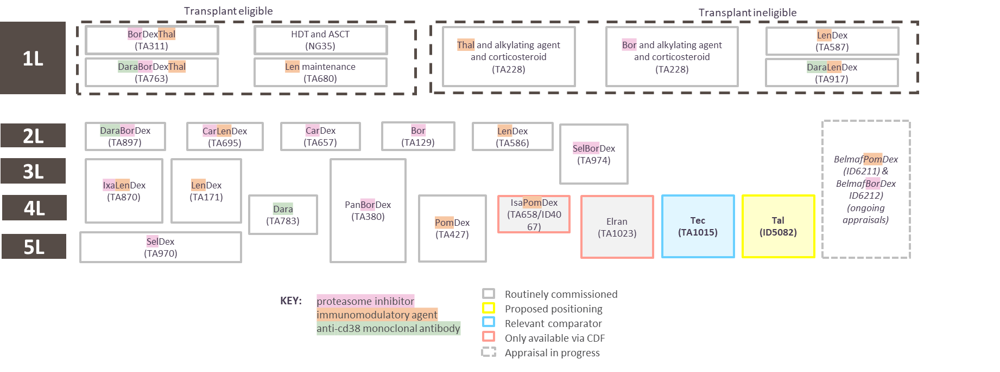 Transplant eligible
Transplant ineligible
1L
BorDexThal
(TA311)
HDT and ASCT
(NG35)
DaraBorDexThal
(TA763)
Len maintenance
(TA680)
Thal and alkylating agent
and corticosteroid
(TA228)
Bor and alkylating agent
and corticosteroid
(TA228)
LenDex
(TA587)
DaraLenDex
(TA917)
2L
DaraBorDex
(TA897)
CarLenDex
(TA695)
CarDex
(TA657)
Bor
(TA129)
LenDex
(TA586)
SelBorDex
(TA974)
BelmafPomDex
(ID6211) &
BelmafBorDex
ID6212)
(ongoing
appraisals)
3L
IxaLenDex
(TA870)
LenDex
(TA171)
PanBorDex
(TA380)
4L
Dara
(TA783)
PomDex
(TA427)
IsaPomDex
(TA658/ID40
67)
Elran
(TA1023)
Tec
(TA1015)
Tal
(ID5082)
5L
SelDex
(TA970)
KEY:
proteasome inhibitor
immunomodulatory agent
anti-cd38 monoclonal antibody
Routinely commissioned
Proposed positioning
Relevant comparator
Only available via CDF
Appraisal in progress